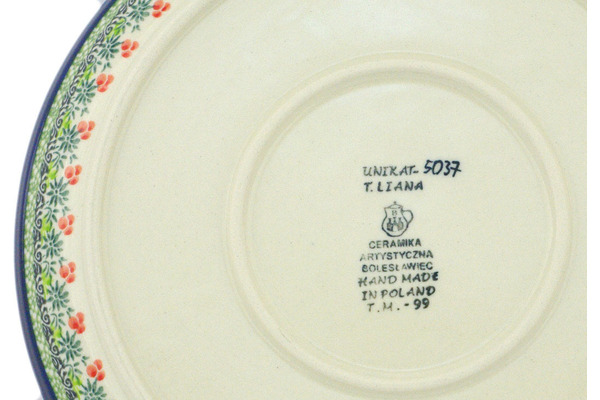 UNIKAT-5037
T. LIANA
CERAMIKA
ARTYSTYCZNA
BOLESŁAWIEC
HAND MADE
IN POLAND
T.M.-99